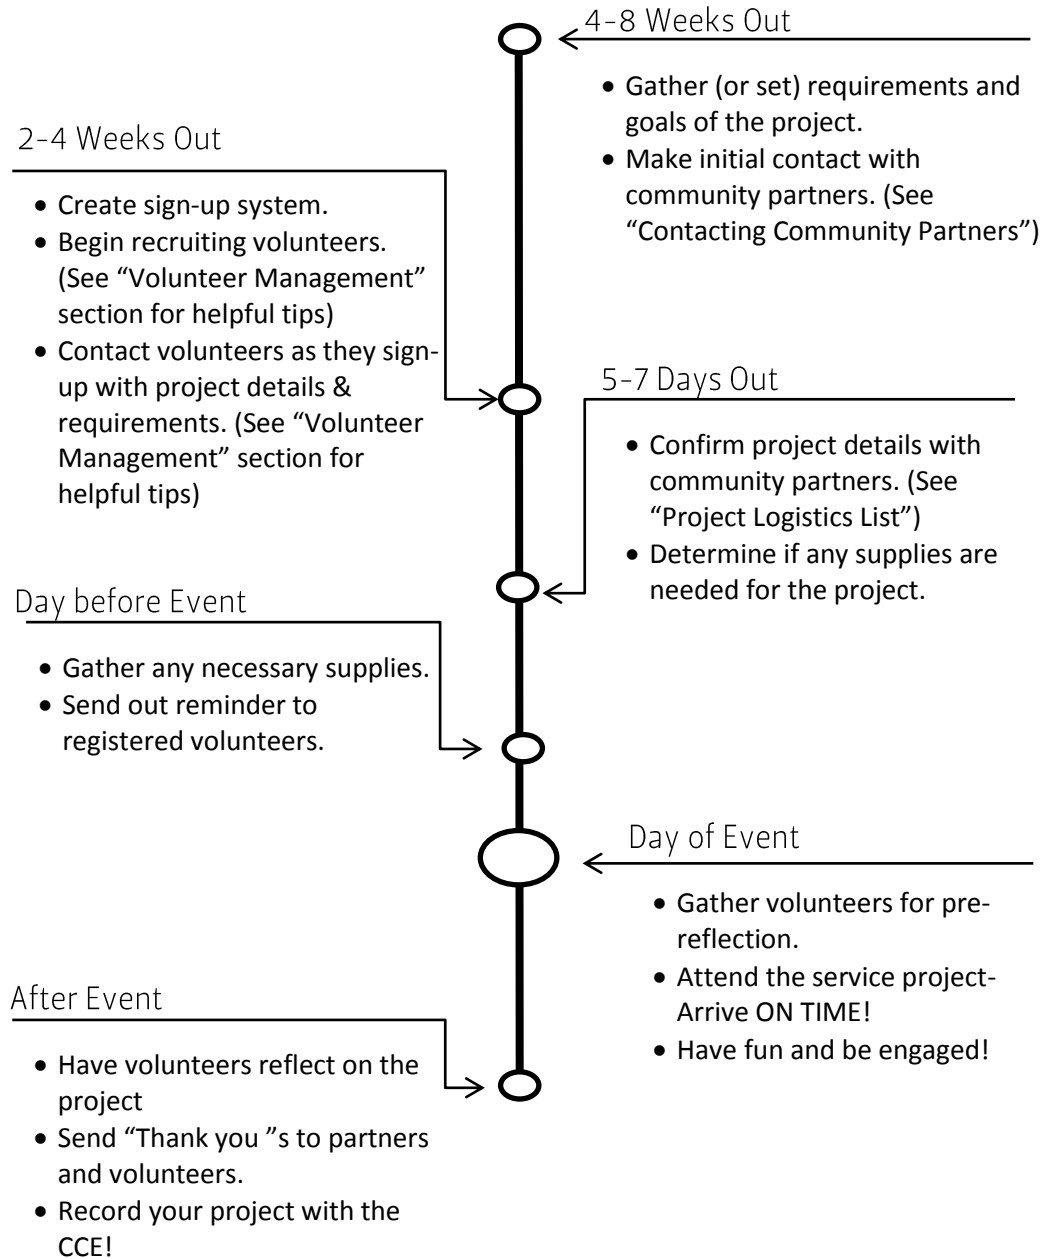 4-8 Weeks Out
• Gather (or set) requirements and
goals of the project.
• Make initial contact with
community partners. (See
“Contacting Community Partners”)
2-4 Weeks Out
• Create sign-up system.
• Begin recruiting volunteers.
(See “Volunteer Management”
section for helpful tips)
• Contact volunteers as they sign-
up with project details &
requirements. (See “Volunteer
Management” section for
helpful tips)
5-7 Days Out
• Confirm project details with
community partners. (See
“Project Logistics List”)
• Determine if any supplies are
needed for the project.
Day before Event
• Gather any necessary supplies.
• Send out reminder to
registered volunteers.
Day of Event
• Gather volunteers for pre-
reflection.
• Attend the service project-
Arrive ON TIME!
• Have fun and be engaged!
After Event
• Have volunteers reflect on the
project
• Send “Thank you ”s to partners
and volunteers.
• Record your project with the
CCE!